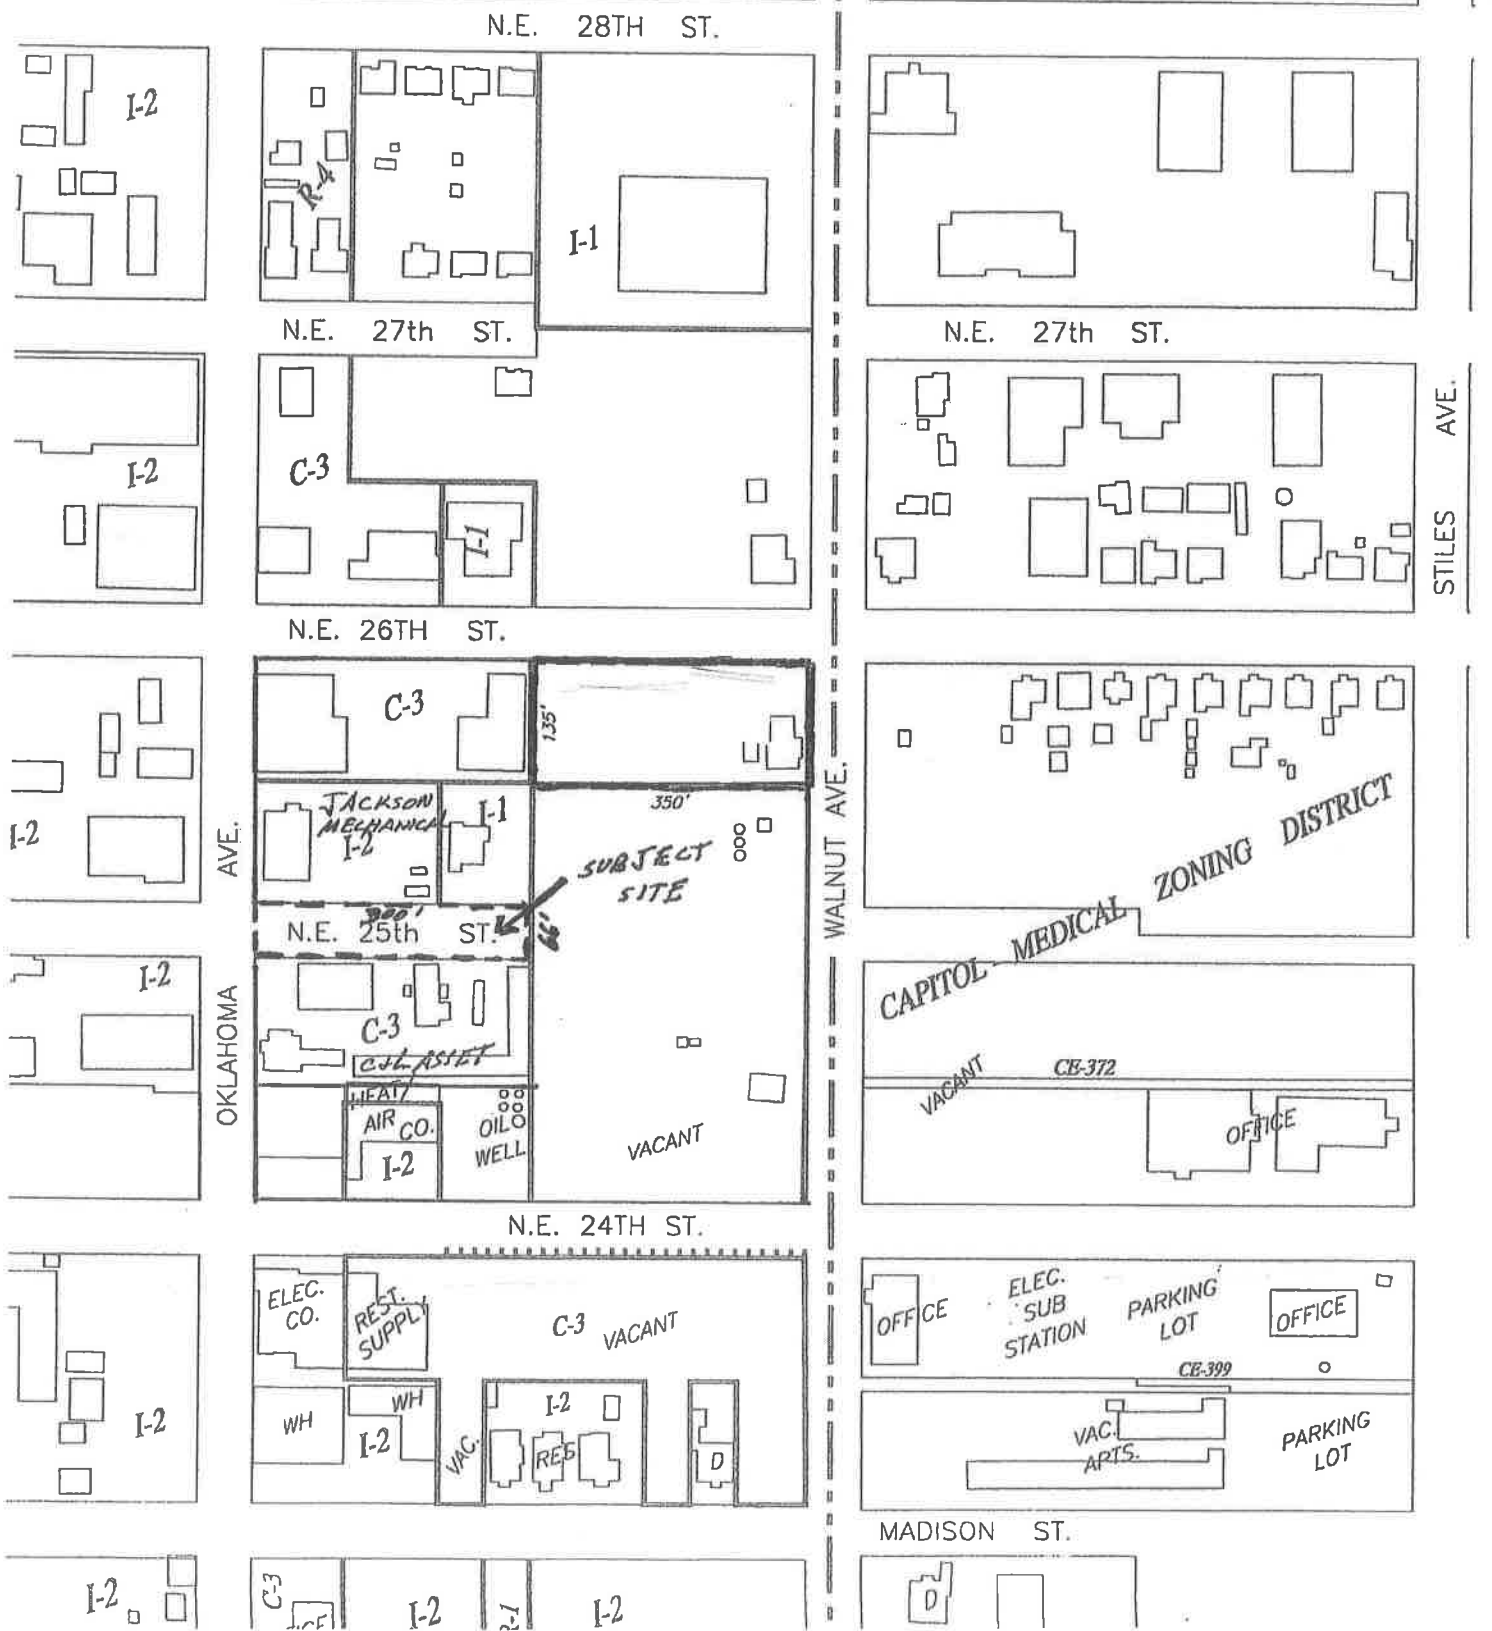 N.E. 28TH ST.
I-2
R-4
I-1
N.E. 27th ST.
N.E. 27th ST.
STILES AVE.
I-2
C-3
I-1
N.E. 26TH ST.
C-3
135'
350'
I-2
OKLAHOMA AVE.
JACKSON
MECHANICAL
I-2
I-1
SUBJECT
SITE
WALNUT AVE.
CAPITOL - MEDICAL ZONING DISTRICT
300'
N.E. 25th ST.
66'
I-2
C-3
C&L ASSET
CE-372
VACANT
OFFICE
HEAT/
AIR CO.
I-2
OIL
WELL
VACANT
N.E. 24TH ST.
ELEC.
CO.
REST.
SUPPLY
C-3 VACANT
OFFICE
ELEC.
SUB
STATION
PARKING
LOT
OFFICE
CE-399
I-2
WH
WH
I-2
VAC.
I-2
RES
D
VAC.
APTS.
PARKING
LOT
MADISON ST.
I-2
C-3
I-2
R-1
I-2
D